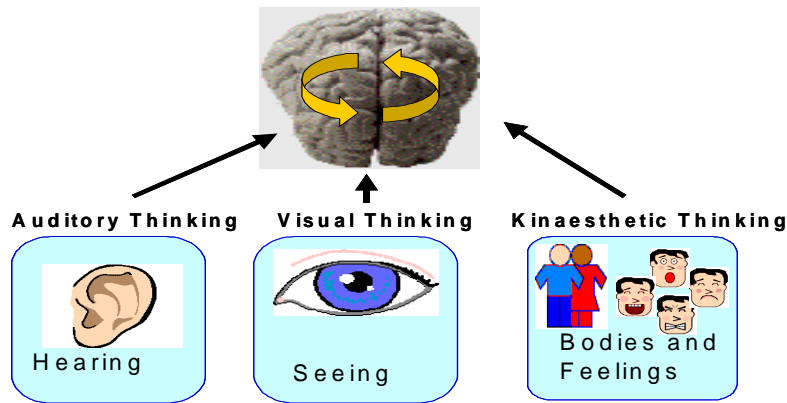 Auditory Thinking
Visual Thinking
Kinaesthetic Thinking
Hearing
Seeing
Bodies and
Feelings